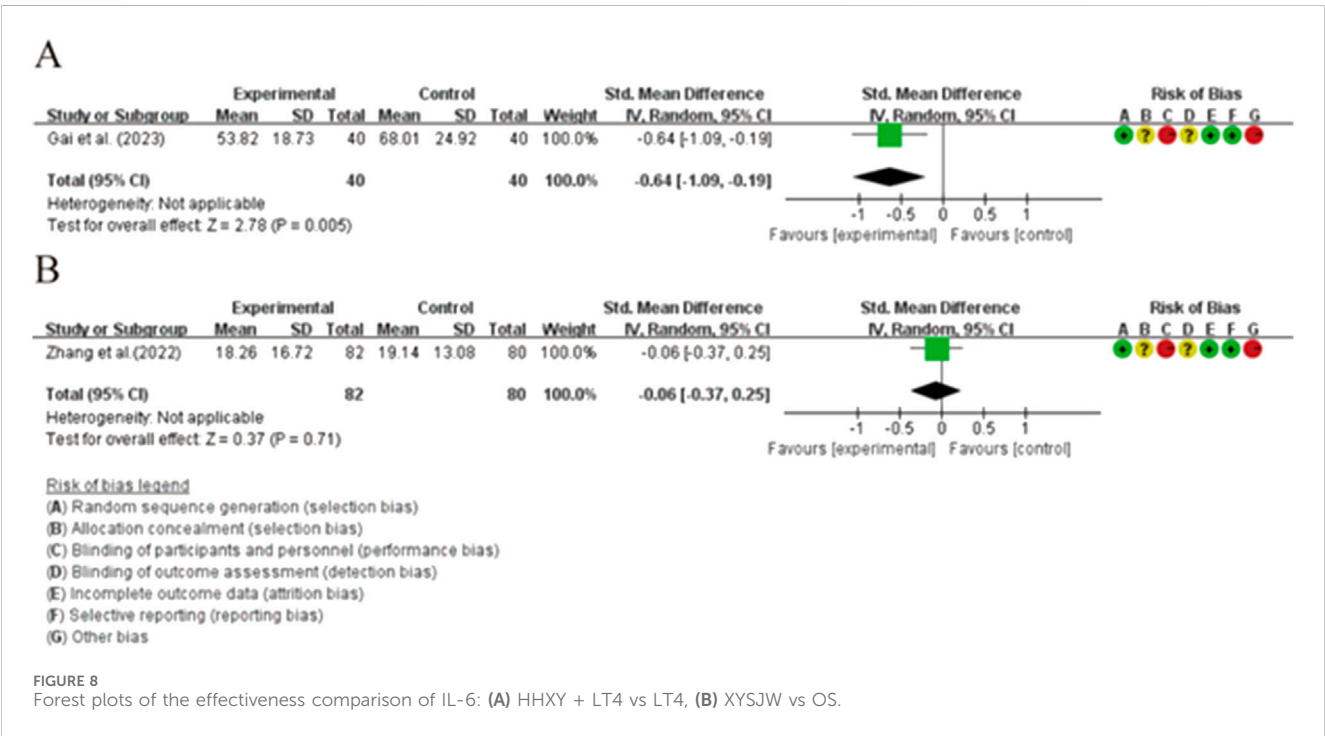 A
Experimental Control Std. Mean Difference Std. Mean Difference Risk of Bias
Study or Subgroup Mean SD Total Mean SD Total Weight IV, Random, 95% CI IV, Random, 95% CI A B C D E F G
Gai et al. (2023) 53.82 18.73 40 68.01 24.92 40 100.0% -0.64 [-1.09, -0.19] + ? - ? + + -
Total (95% CI) 40 40 100.0% -0.64 [-1.09, -0.19]
Heterogeneity: Not applicable
Test for overall effect: Z = 2.78 (P = 0.005)
-1 -0.5 0 0.5 1
Favours [experimental] Favours [control]
B
Experimental Control Std. Mean Difference Std. Mean Difference Risk of Bias
Study or Subgroup Mean SD Total Mean SD Total Weight IV, Random, 95% CI IV, Random, 95% CI A B C D E F G
Zhang et al.(2022) 18.26 16.72 82 19.14 13.08 80 100.0% -0.06 [-0.37, 0.25] + ? - ? + + -
Total (95% CI) 82 80 100.0% -0.06 [-0.37, 0.25]
Heterogeneity: Not applicable
Test for overall effect: Z = 0.37 (P = 0.71)
-1 -0.5 0 0.5 1
Favours [experimental] Favours [control]
Risk of bias legend
(A) Random sequence generation (selection bias)
(B) Allocation concealment (selection bias)
(C) Blinding of participants and personnel (performance bias)
(D) Blinding of outcome assessment (detection bias)
(E) Incomplete outcome data (attrition bias)
(F) Selective reporting (reporting bias)
(G) Other bias
FIGURE 8
Forest plots of the effectiveness comparison of IL-6: (A) HHXY + LT4 vs LT4, (B) XYSJW vs OS.